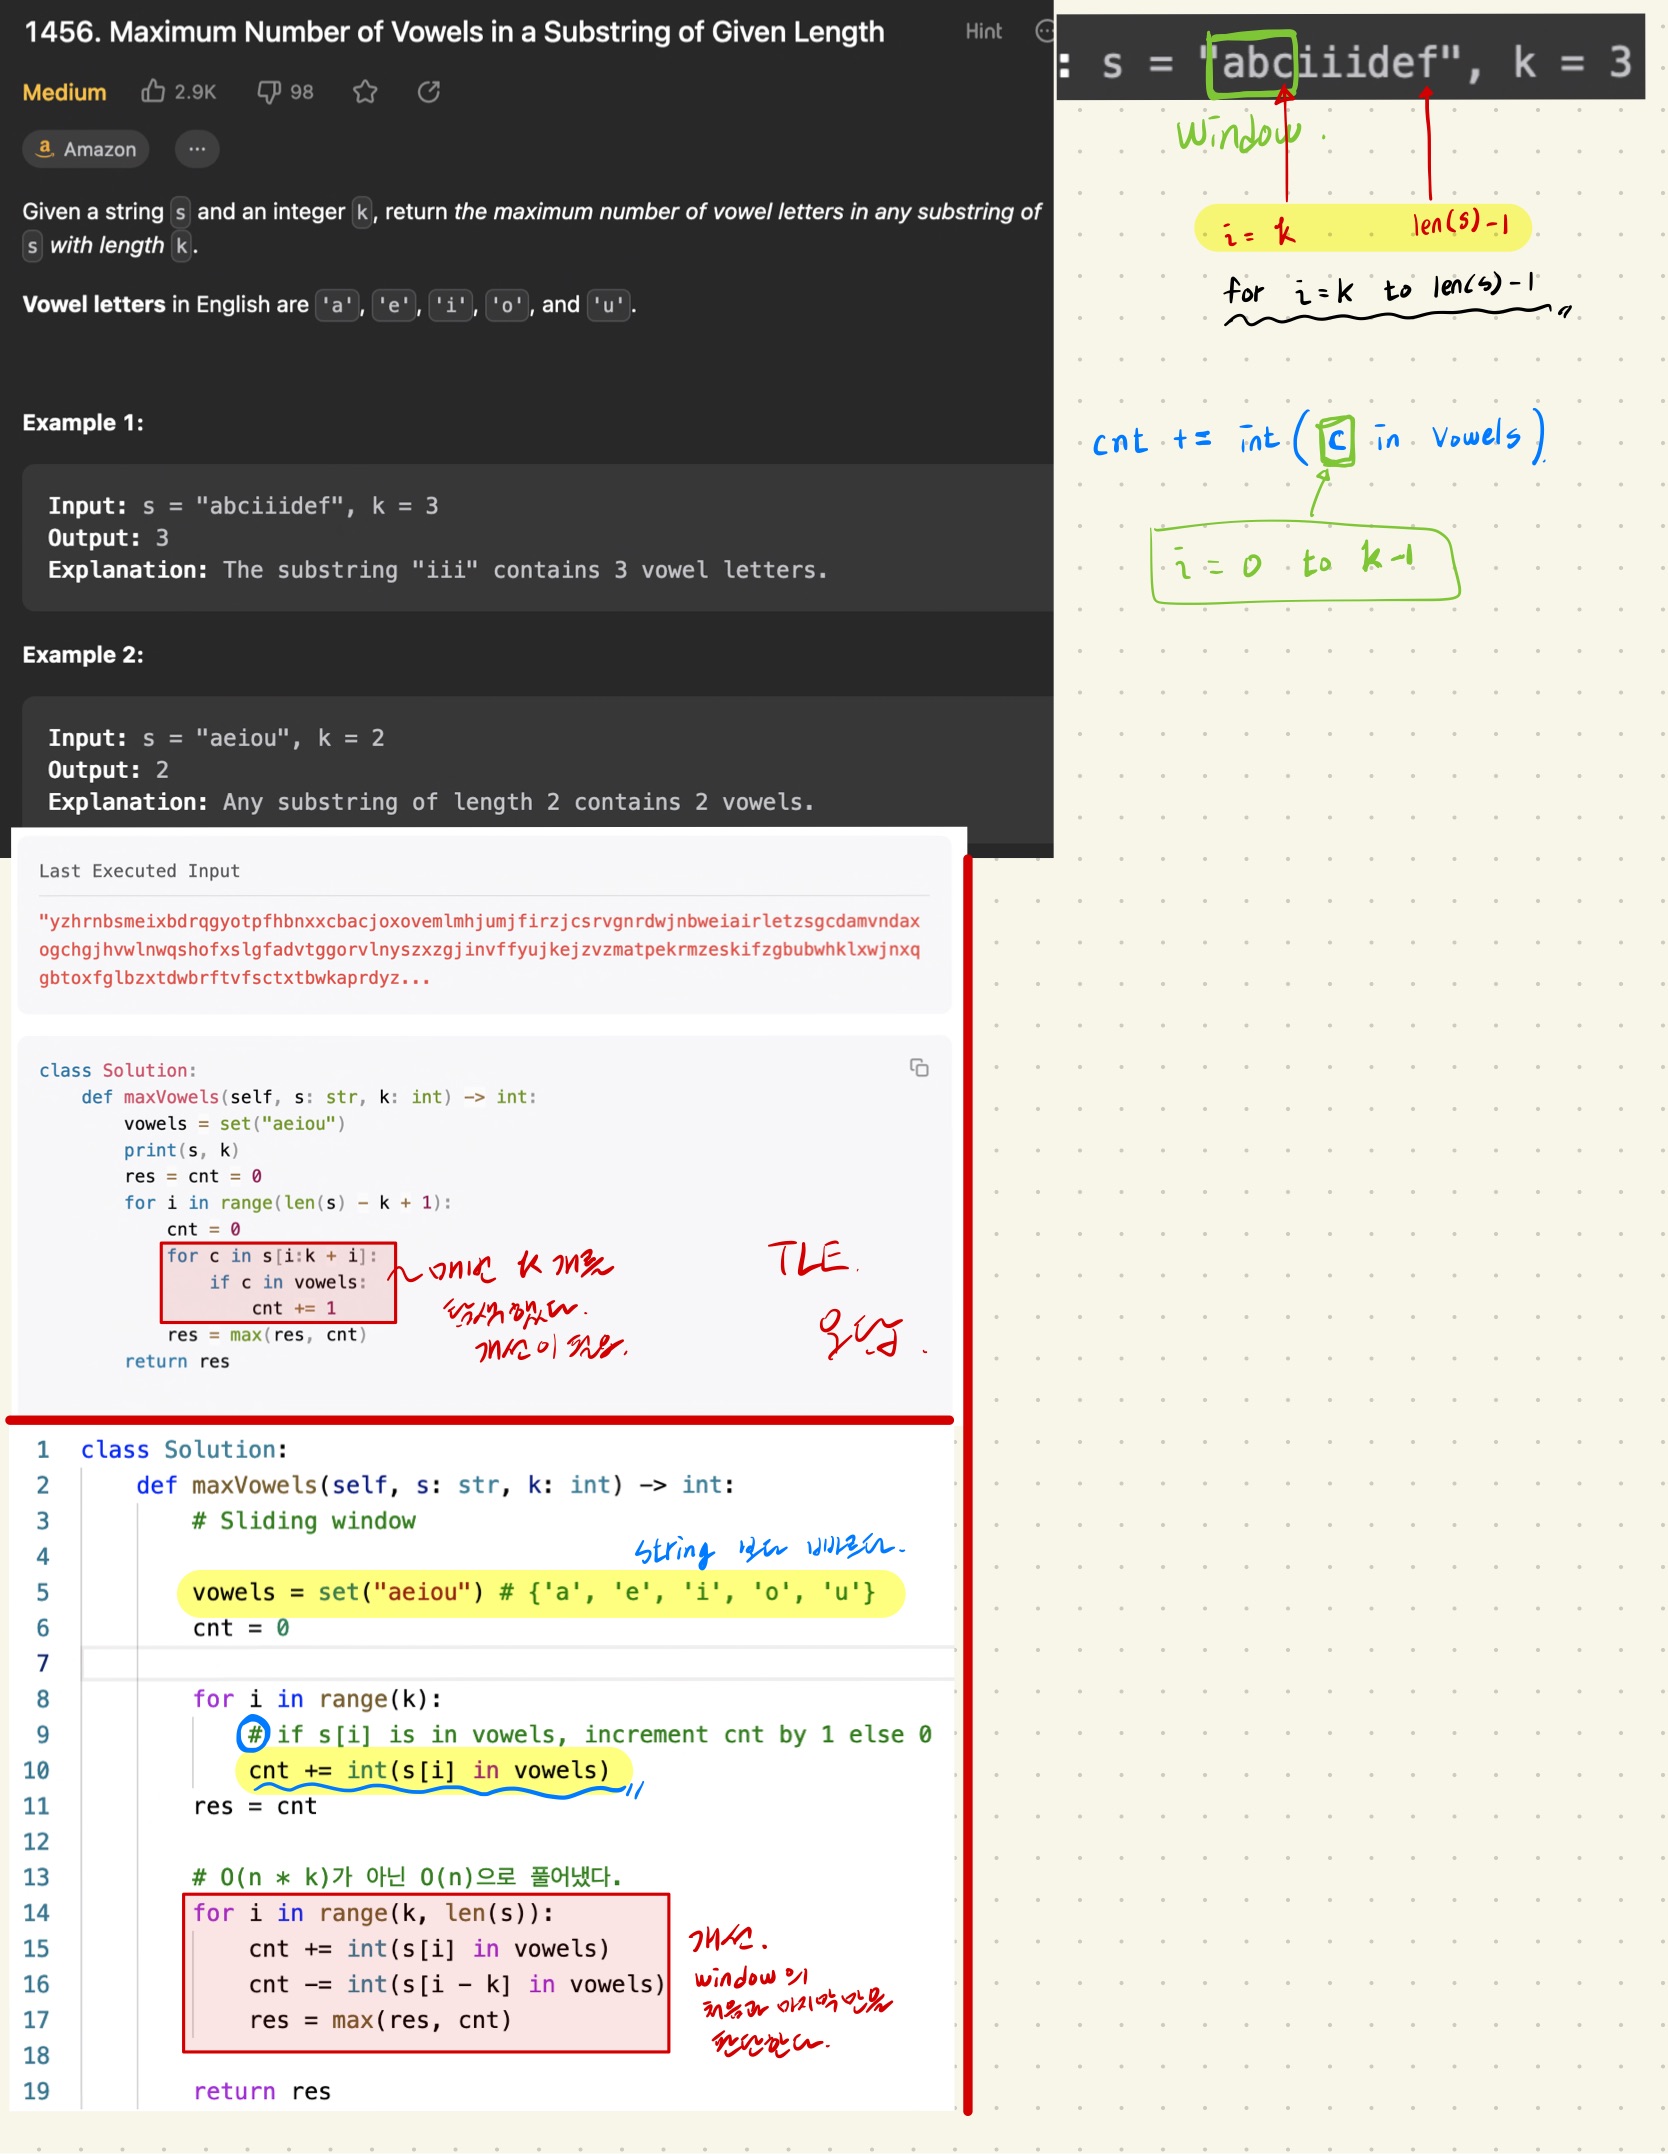 1456. Maximum Number of Vowels in a Substring of Given Length
Hint
Medium 2.9K 98
Amazon ...
Given a string s and an integer k, return the maximum number of vowel letters in any substring of
s with length k.
Vowel letters in English are 'a', 'e', 'i', 'o', and 'u'.
Example 1:
Input: s = "abciiidef", k = 3
Output: 3
Explanation: The substring "iii" contains 3 vowel letters.
Example 2:
Input: s = "aeiou", k = 2
Output: 2
Explanation: Any substring of length 2 contains 2 vowels.
: s = "abciiidef", k = 3
Window.
i = k len(s)-1
for i=k to len(s)-1
cnt += int(c in vowels)
i = 0 to k-1
Last Executed Input
"yzhrnbsmeixbdrqgyotpfhbnxxcbacjoxovemlmhjumjfirzjcsrvgnrdwjnbweiairletzsgcdamvndax
ogchgjhvwlnwqshofxslgfadvtggorvlnyszxzgjinvffyujkejzvzmatpekrmzeskifzgbubwhklxwjnxq
gbtoxfglbzxtdwbrftvfsctxtbwkaprdyz...
class Solution:
def maxVowels(self, s: str, k: int) -> int:
vowels = set("aeiou")
print(s, k)
res = cnt = 0
for i in range(len(s) - k + 1):
cnt = 0
for c in s[i:k + i]:
if c in vowels:
cnt += 1
res = max(res, cnt)
return res
매번 k개를
탐색했다.
개선이 필요.
TLE.
오답.
1 class Solution:
2 def maxVowels(self, s: str, k: int) -> int:
3 # Sliding window
4
string 보다 빠르다.
5 vowels = set("aeiou") # {'a', 'e', 'i', 'o', 'u'}
6 cnt = 0
7
8 for i in range(k):
9 # if s[i] is in vowels, increment cnt by 1 else 0
10 cnt += int(s[i] in vowels)
11 res = cnt
12
13 # O(n * k)가 아닌 O(n)으로 풀어냈다.
14 for i in range(k, len(s)):
15 cnt += int(s[i] in vowels)
16 cnt -= int(s[i - k] in vowels)
17 res = max(res, cnt)
18
19 return res
개선.
window의
처음과 마지막만을
판단한다.